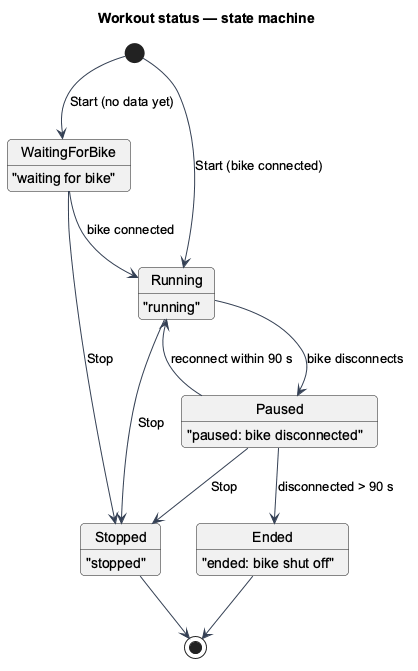 Workout status — state machine
Start (no data yet)
Start (bike connected)
WaitingForBike
"waiting for bike"
bike connected
Running
"running"
Stop
Stop
reconnect within 90 s
bike disconnects
Paused
"paused: bike disconnected"
Stop
disconnected > 90 s
Stopped
"stopped"
Ended
"ended: bike shut off"